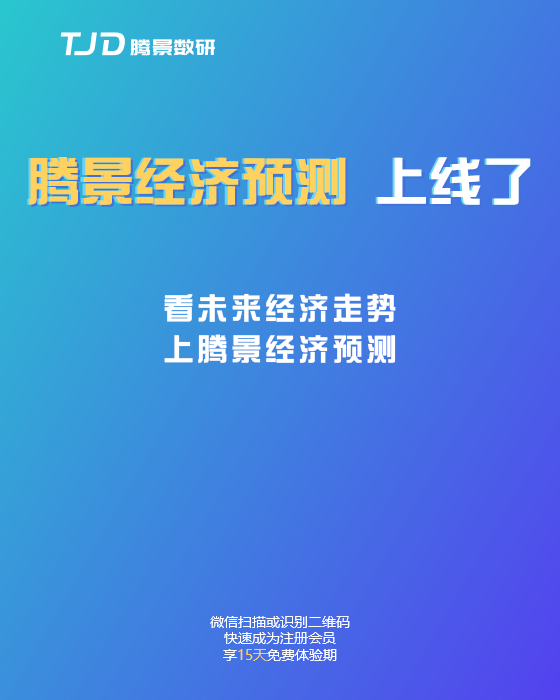 TJD 腾景数研
腾景经济预测 上线了
看未来经济走势
上腾景经济预测
微信扫描或识别二维码
快速成为注册会员
享15天免费体验期